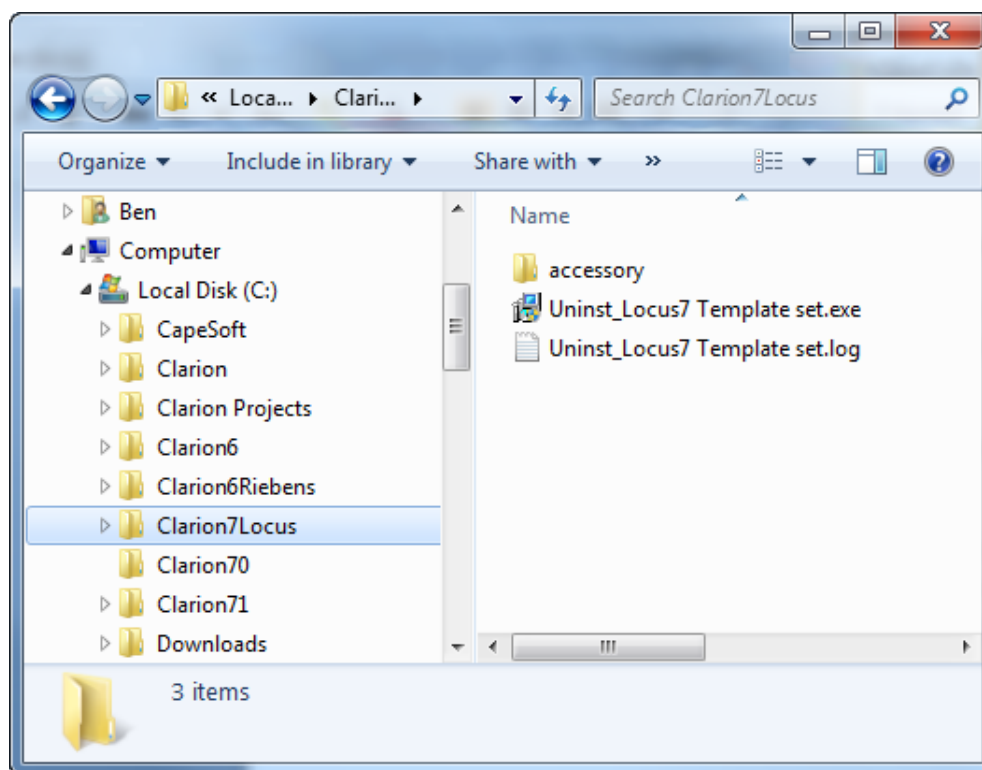 « Loca... Clari... Search Clarion7Locus
Organize Include in library Share with »
Ben
Computer
Local Disk (C:)
CapeSoft
Clarion
Clarion Projects
Clarion6
Clarion6Riebens
Clarion7Locus
Clarion70
Clarion71
Downloads
Name
accessory
Uninst_Locus7 Template set.exe
Uninst_Locus7 Template set.log
3 items